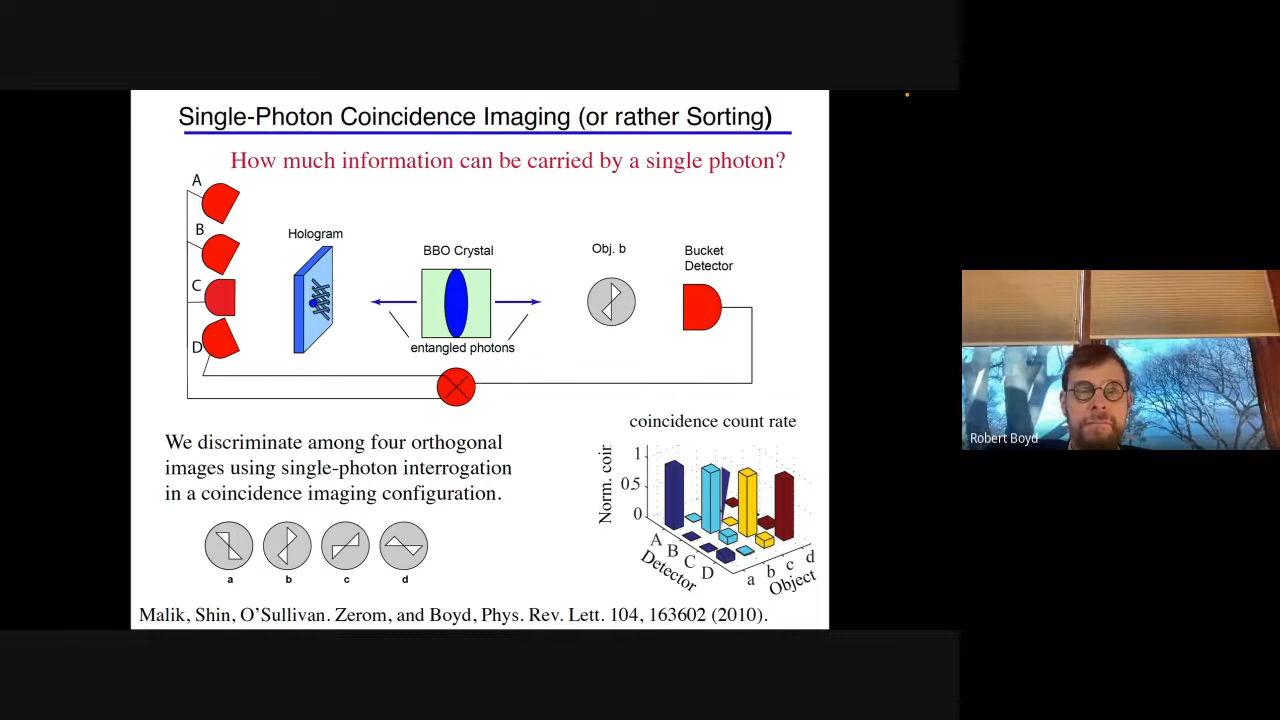 Single-Photon Coincidence Imaging (or rather Sorting)
How much information can be carried by a single photon?
A
B
C
D
Hologram
BBO Crystal
entangled photons
Obj. b
Bucket
Detector
We discriminate among four orthogonal
images using single-photon interrogation
in a coincidence imaging configuration.
a
b
c
d
coincidence count rate
Norm. coin
1
0.5
0
A
B
C
D
Detector
a
b
c
d
Object
Malik, Shin, O'Sullivan. Zerom, and Boyd, Phys. Rev. Lett. 104, 163602 (2010).
Robert Boyd